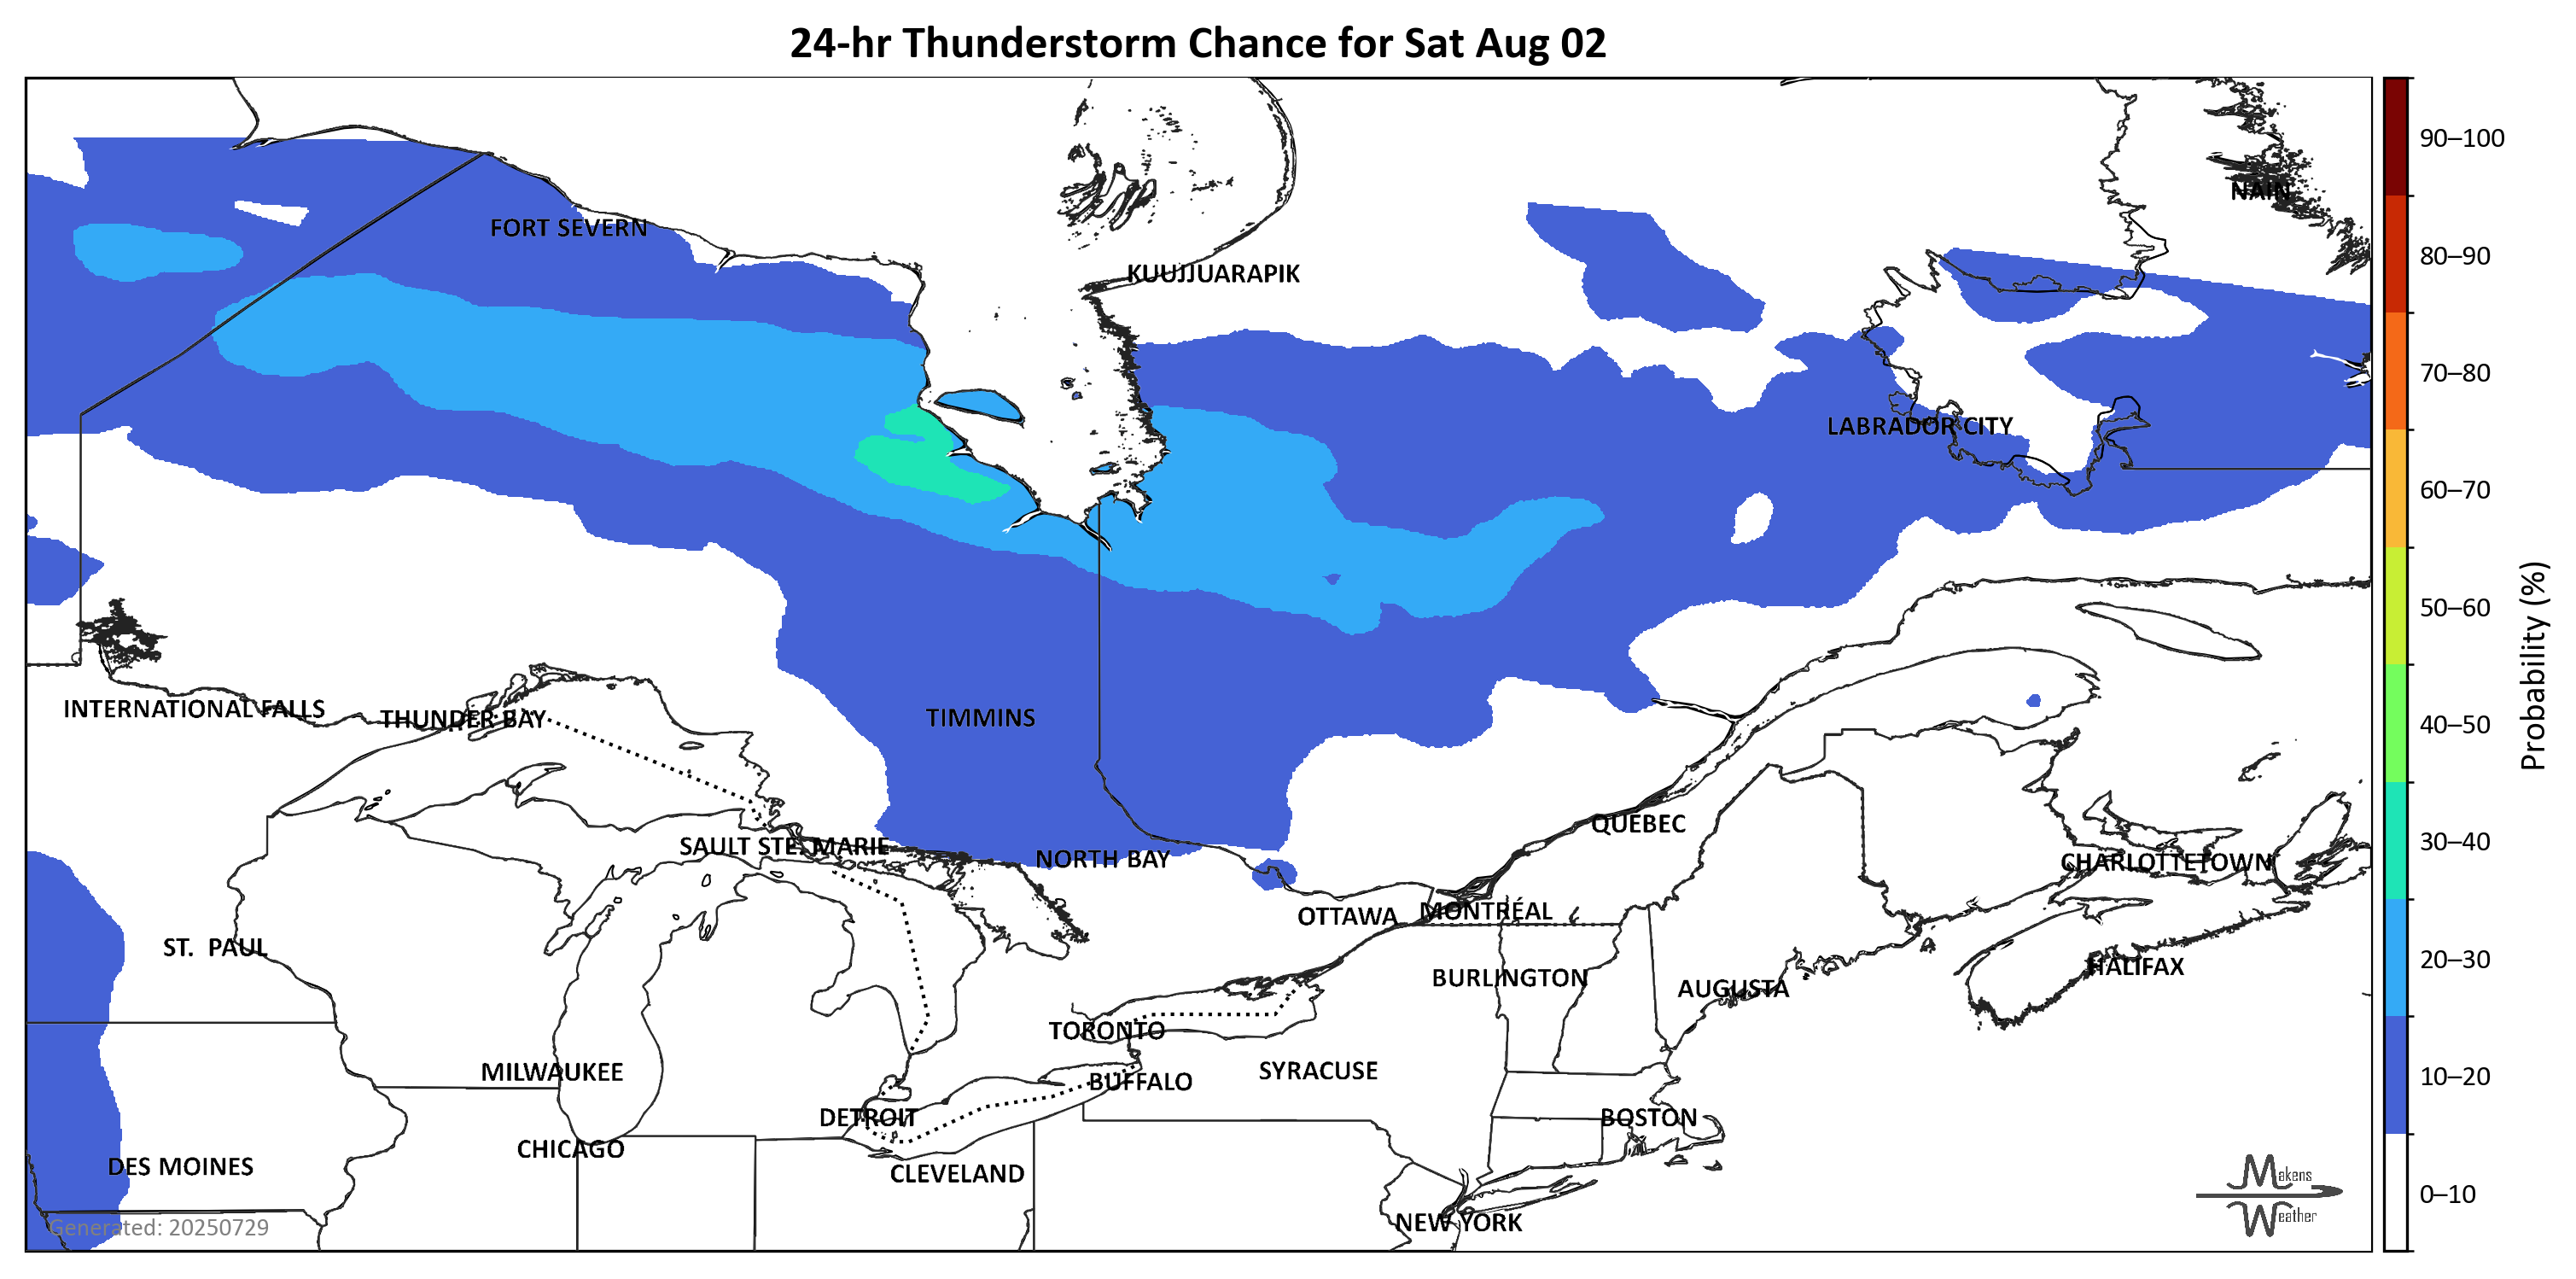 24-hr Thunderstorm Chance for Sat Aug 02
NAIN
FORT SEVERN
KUUJJUARAPIK
LABRADOR CITY
INTERNATIONAL FALLS
THUNDER BAY
TIMMINS
SAULT STE. MARIE
NORTH BAY
QUEBEC
CHARLOTTETOWN
OTTAWA
MONTRÉAL
ST. PAUL
HALIFAX
BURLINGTON
AUGUSTA
TORONTO
MILWAUKEE
BUFFALO
SYRACUSE
DETROIT
BOSTON
CHICAGO
DES MOINES
CLEVELAND
NEW YORK
Generated: 20250729
Makens
Weather
90–100
80–90
70–80
60–70
50–60
40–50
30–40
20–30
10–20
0–10
Probability (%)